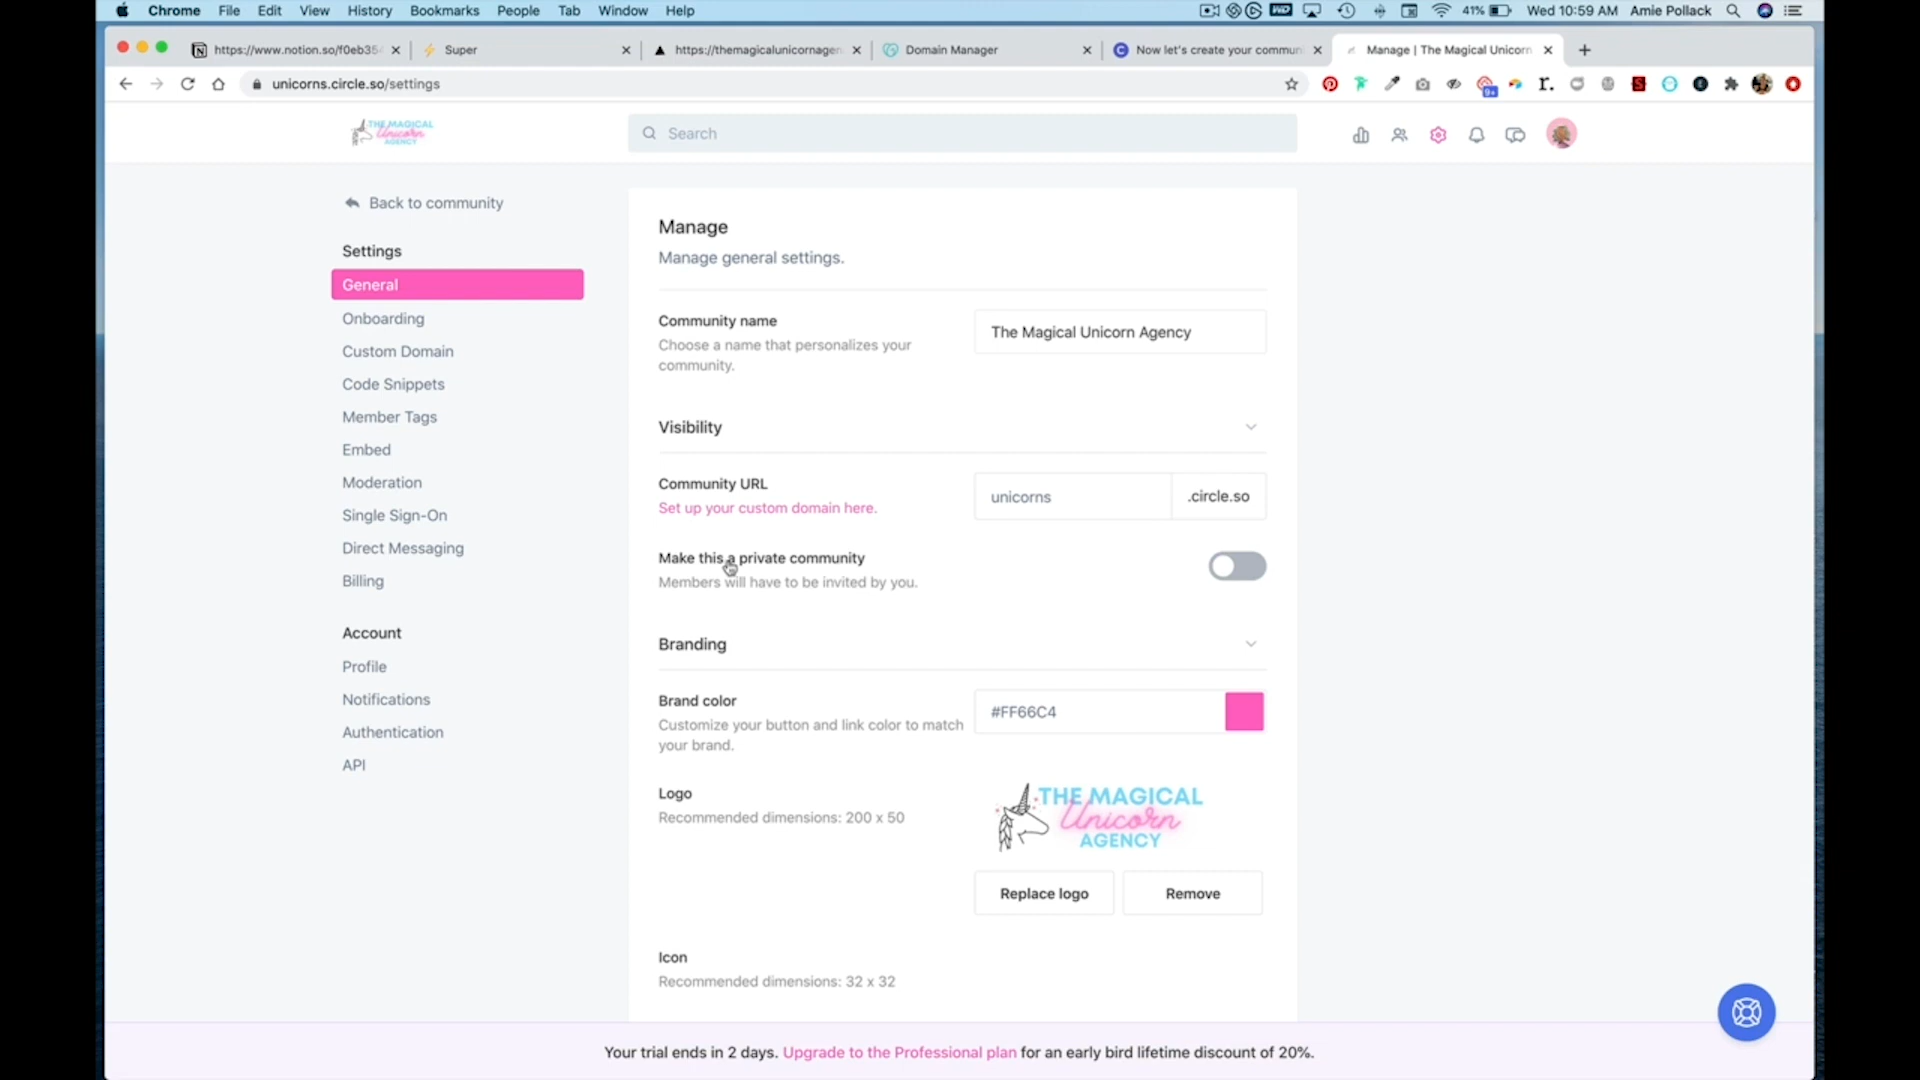 Chrome File Edit View History Bookmarks People Tab Window Help 41% Wed 10:59 AM Amie Pollack
https://www.notion.so/f0eb354 Super https://themagicalunicornagen Domain Manager Now let's create your communi Manage | The Magical Unicorn
unicorns.circle.so/settings 9+
THE MAGICAL
Unicorn
AGENCY
Search
Back to community
Settings
General
Onboarding
Custom Domain
Code Snippets
Member Tags
Embed
Moderation
Single Sign-On
Direct Messaging
Billing
Account
Profile
Notifications
Authentication
API
Manage
Manage general settings.
Community name
Choose a name that personalizes your
community.
The Magical Unicorn Agency
Visibility
Community URL
Set up your custom domain here.
unicorns .circle.so
Make this a private community
Members will have to be invited by you.
Branding
Brand color
Customize your button and link color to match
your brand.
#FF66C4
Logo
Recommended dimensions: 200 x 50
THE MAGICAL
Unicorn
AGENCY
Replace logo Remove
Icon
Recommended dimensions: 32 x 32
Your trial ends in 2 days. Upgrade to the Professional plan for an early bird lifetime discount of 20%.